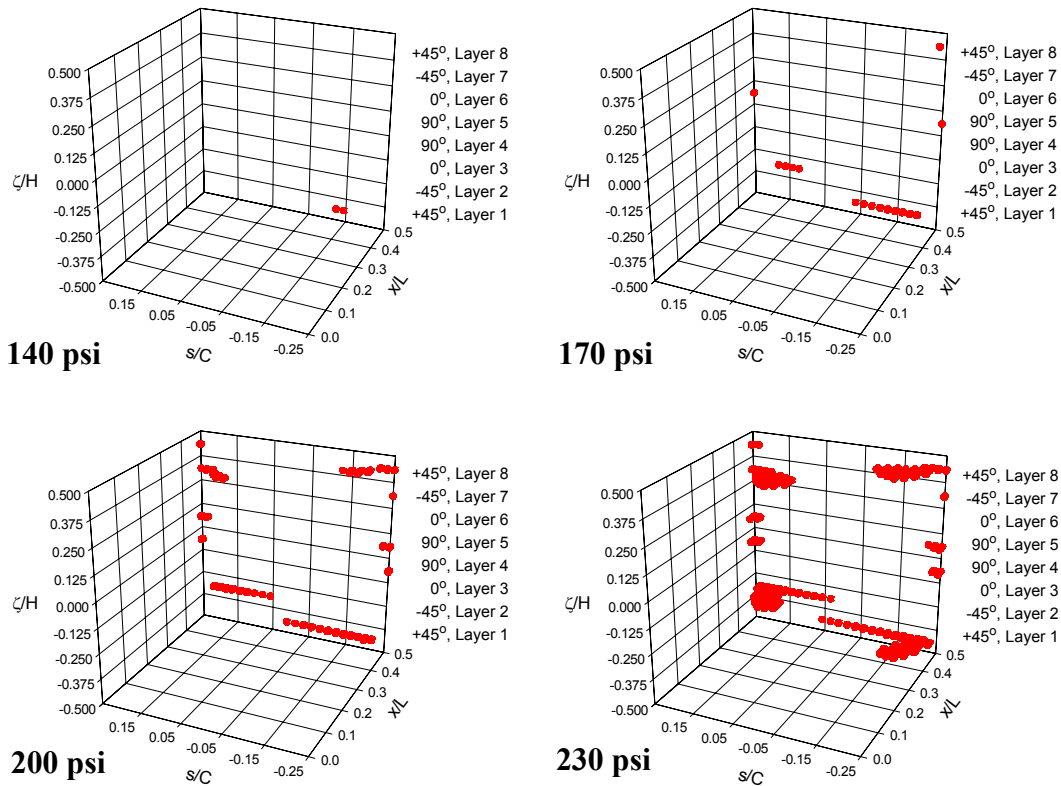 +45°, Layer 8
-45°, Layer 7
0°, Layer 6
90°, Layer 5
90°, Layer 4
0°, Layer 3
-45°, Layer 2
+45°, Layer 1
0.500
0.375
0.250
0.125
0.000
-0.125
-0.250
-0.375
-0.500
ζ/H
0.15
0.05
-0.05
-0.15
-0.25
s/C
0.0
0.1
0.2
0.3
0.4
0.5
x/L
140 psi
+45°, Layer 8
-45°, Layer 7
0°, Layer 6
90°, Layer 5
90°, Layer 4
0°, Layer 3
-45°, Layer 2
+45°, Layer 1
0.500
0.375
0.250
0.125
0.000
-0.125
-0.250
-0.375
-0.500
ζ/H
0.15
0.05
-0.05
-0.15
-0.25
s/C
0.0
0.1
0.2
0.3
0.4
0.5
x/L
170 psi
+45°, Layer 8
-45°, Layer 7
0°, Layer 6
90°, Layer 5
90°, Layer 4
0°, Layer 3
-45°, Layer 2
+45°, Layer 1
0.500
0.375
0.250
0.125
0.000
-0.125
-0.250
-0.375
-0.500
ζ/H
0.15
0.05
-0.05
-0.15
-0.25
s/C
0.0
0.1
0.2
0.3
0.4
0.5
x/L
200 psi
+45°, Layer 8
-45°, Layer 7
0°, Layer 6
90°, Layer 5
90°, Layer 4
0°, Layer 3
-45°, Layer 2
+45°, Layer 1
0.500
0.375
0.250
0.125
0.000
-0.125
-0.250
-0.375
-0.500
ζ/H
0.15
0.05
-0.05
-0.15
-0.25
s/C
0.0
0.1
0.2
0.3
0.4
0.5
x/L
230 psi